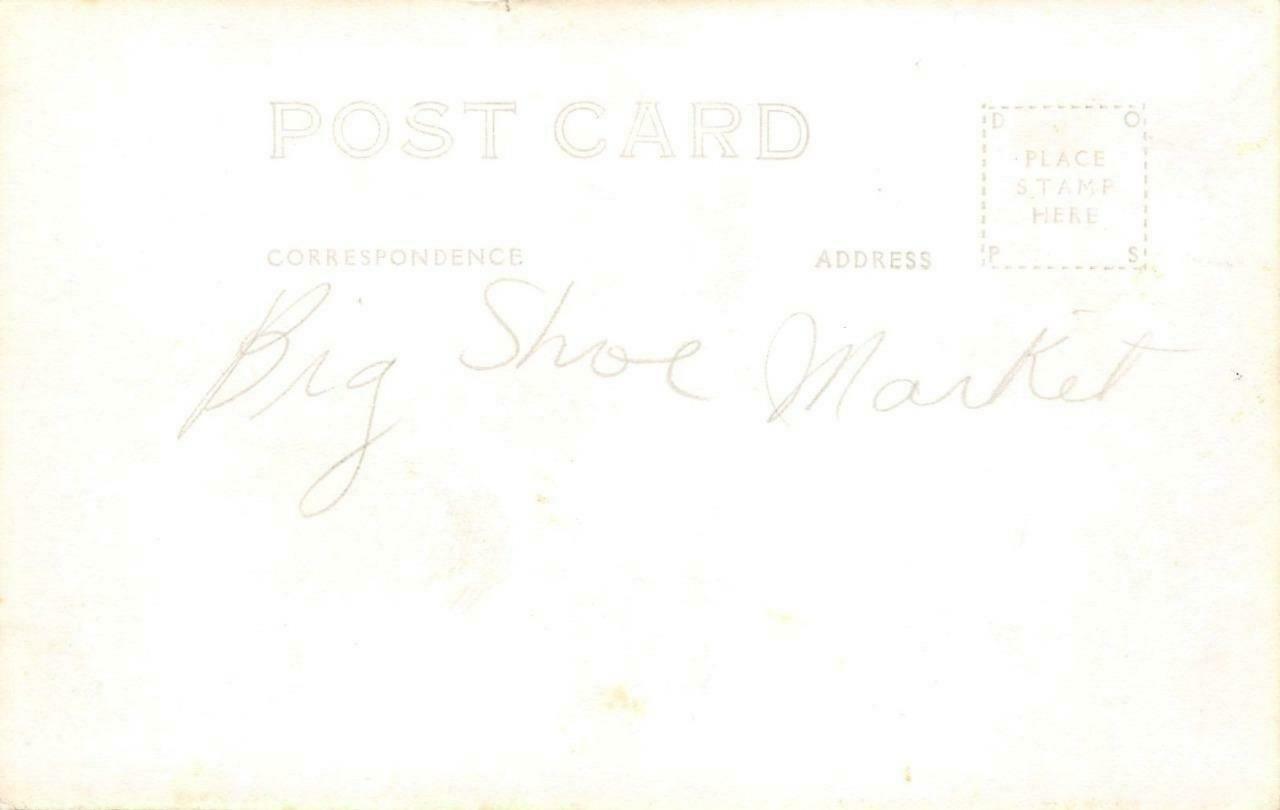 POST CARD
D O
PLACE
STAMP
HERE
P S
CORRESPONDENCE ADDRESS
Big Shoe Market